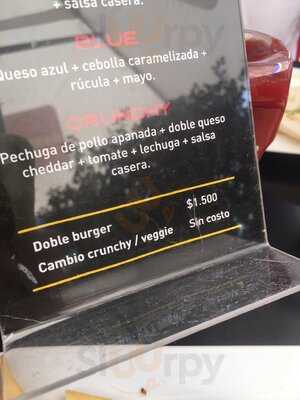 + salsa casera.
BLUE
Queso azul + cebolla caramelizada +
rúcula + mayo.
CRUNCHY
Pechuga de pollo apanada + doble queso
cheddar + tomate + lechuga + salsa
casera.
Doble burger $1.500
Cambio crunchy / veggie Sin costo
Sluurpy